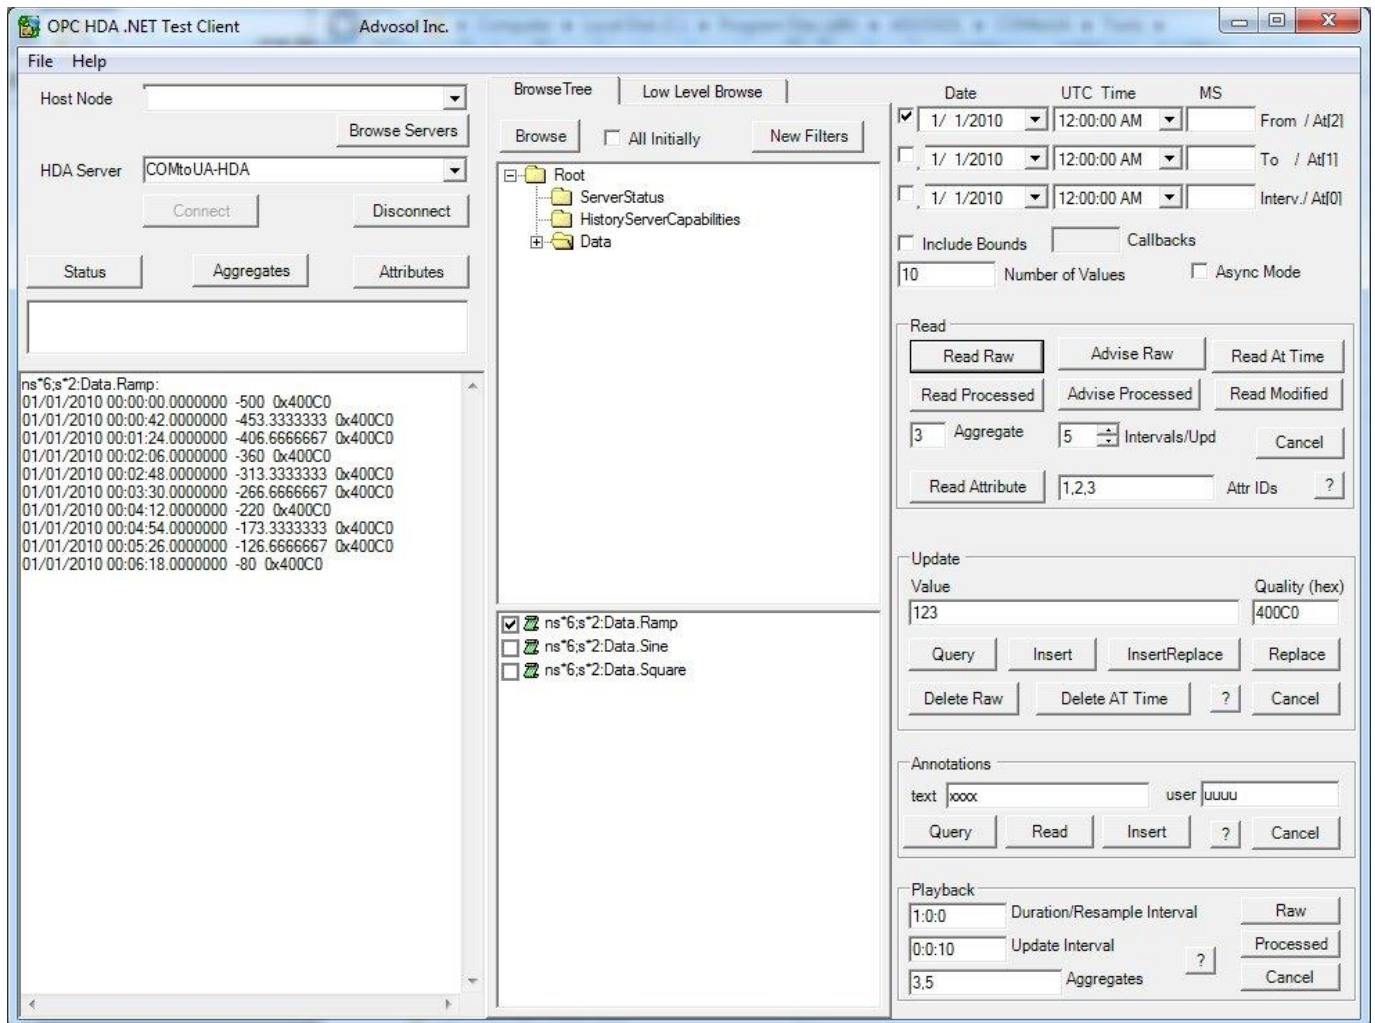 OPC HDA .NET Test Client Advosol Inc.
File Help
Host Node
Browse Servers
HDA Server COMtoUA-HDA
Connect Disconnect
Status Aggregates Attributes
ns*6;s*2:Data.Ramp:
01/01/2010 00:00:00.0000000 -500 0x400C0
01/01/2010 00:00:42.0000000 -453.3333333 0x400C0
01/01/2010 00:01:24.0000000 -406.6666667 0x400C0
01/01/2010 00:02:06.0000000 -360 0x400C0
01/01/2010 00:02:48.0000000 -313.3333333 0x400C0
01/01/2010 00:03:30.0000000 -266.6666667 0x400C0
01/01/2010 00:04:12.0000000 -220 0x400C0
01/01/2010 00:04:54.0000000 -173.3333333 0x400C0
01/01/2010 00:05:26.0000000 -126.6666667 0x400C0
01/01/2010 00:06:18.0000000 -80 0x400C0
BrowseTree Low Level Browse
Browse All Initially New Filters
Root
ServerStatus
HistoryServerCapabilities
Data
ns*6;s*2:Data.Ramp
ns*6;s*2:Data.Sine
ns*6;s*2:Data.Square
Date UTC Time MS
1/ 1/2010 12:00:00 AM From / At[2]
1/ 1/2010 12:00:00 AM To / At[1]
1/ 1/2010 12:00:00 AM Interv./ At[0]
Include Bounds Callbacks
10 Number of Values Async Mode
Read
Read Raw Advise Raw Read At Time
Read Processed Advise Processed Read Modified
3 Aggregate 5 Intervals/Upd Cancel
Read Attribute 1,2,3 Attr IDs ?
Update
Value Quality (hex)
123 400C0
Query Insert InsertReplace Replace
Delete Raw Delete AT Time ? Cancel
Annotations
text xxxx user uuuu
Query Read Insert ? Cancel
Playback
1:0:0 Duration/Resample Interval Raw
0:0:10 Update Interval ? Processed
3,5 Aggregates Cancel